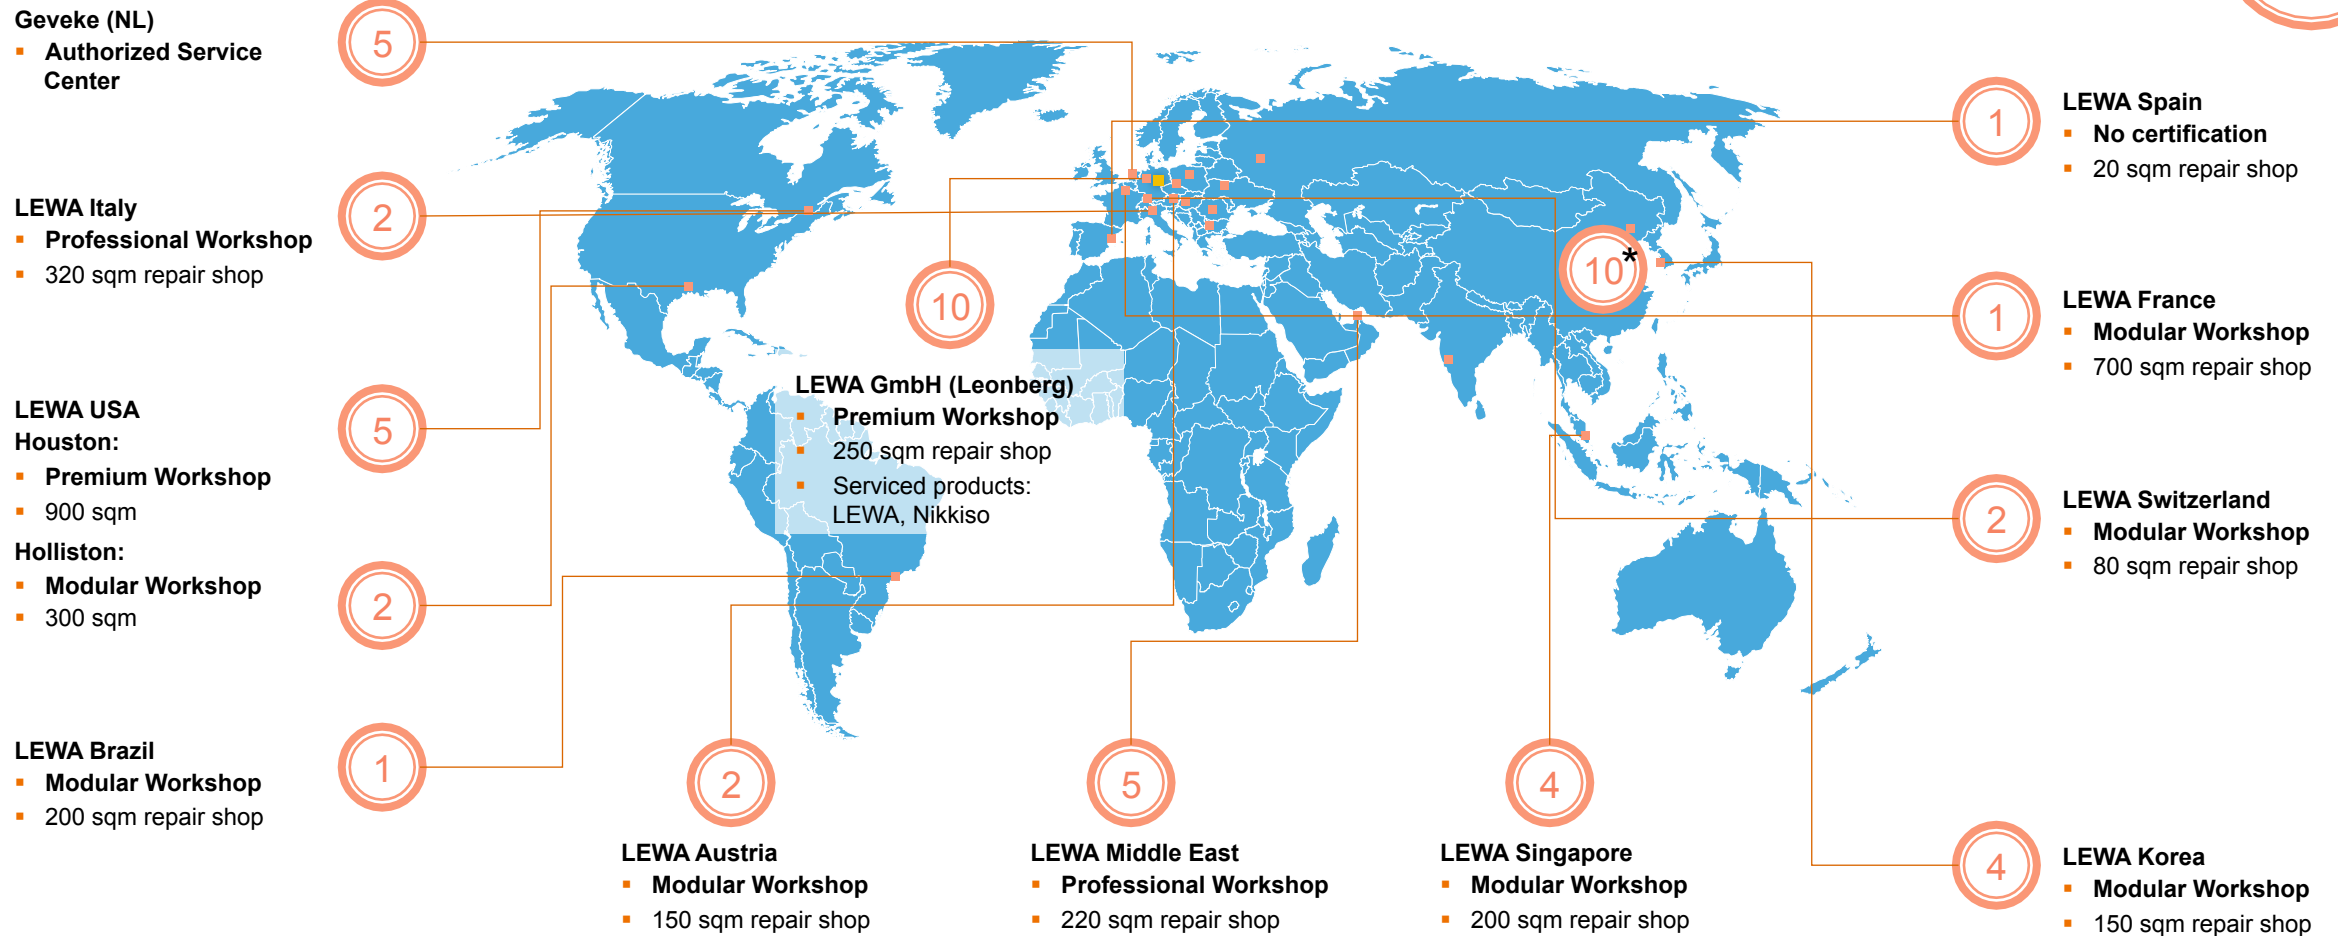 Geveke (NL)
▪ Authorized Service
Center
5
LEWA Italy
▪ Professional Workshop
▪ 320 sqm repair shop
2
LEWA USA
Houston:
▪ Premium Workshop
▪ 900 sqm
5
Holliston:
▪ Modular Workshop
▪ 300 sqm
2
LEWA Brazil
▪ Modular Workshop
▪ 200 sqm repair shop
1
10
LEWA GmbH (Leonberg)
▪ Premium Workshop
▪ 250 sqm repair shop
▪ Serviced products:
LEWA, Nikkiso
10*
2
LEWA Austria
▪ Modular Workshop
▪ 150 sqm repair shop
5
LEWA Middle East
▪ Professional Workshop
▪ 220 sqm repair shop
4
LEWA Singapore
▪ Modular Workshop
▪ 200 sqm repair shop
1
LEWA Spain
▪ No certification
▪ 20 sqm repair shop
1
LEWA France
▪ Modular Workshop
▪ 700 sqm repair shop
2
LEWA Switzerland
▪ Modular Workshop
▪ 80 sqm repair shop
4
LEWA Korea
▪ Modular Workshop
▪ 150 sqm repair shop